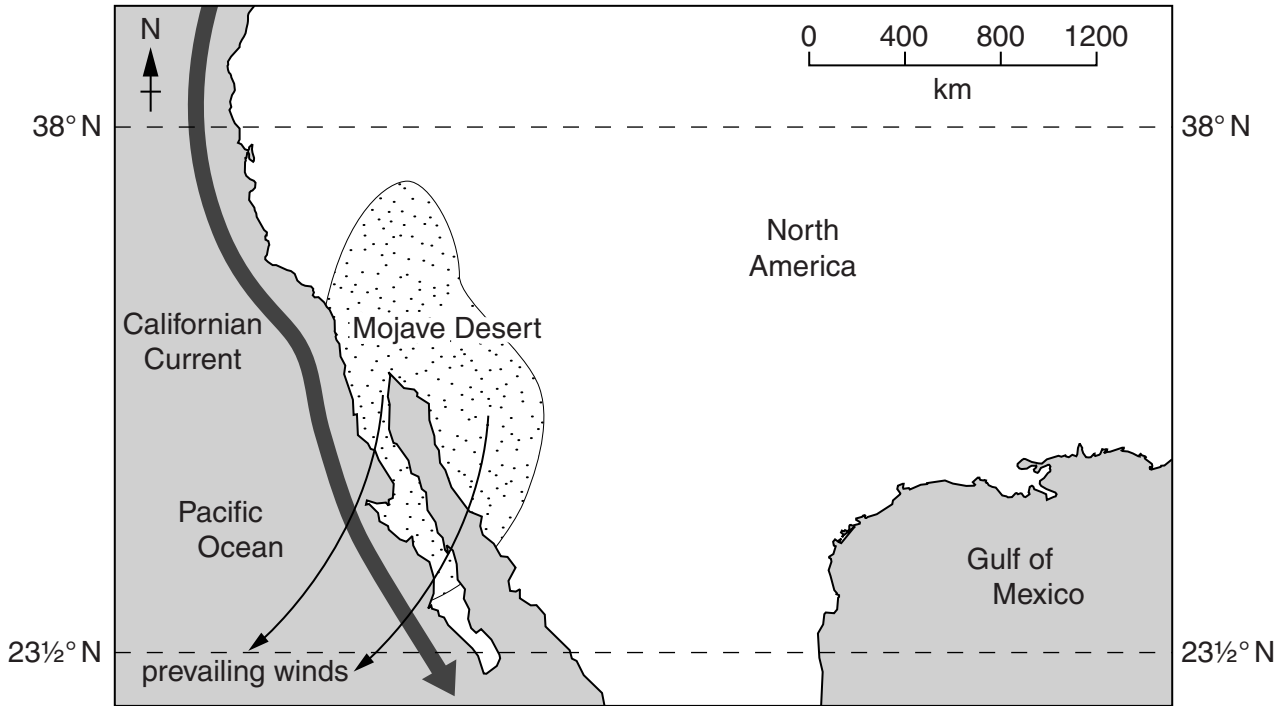 N
0 400 800 1200
km
38° N
38° N
North
America
Californian
Current
Mojave Desert
Pacific
Ocean
Gulf of
Mexico
23½° N
23½° N
prevailing winds